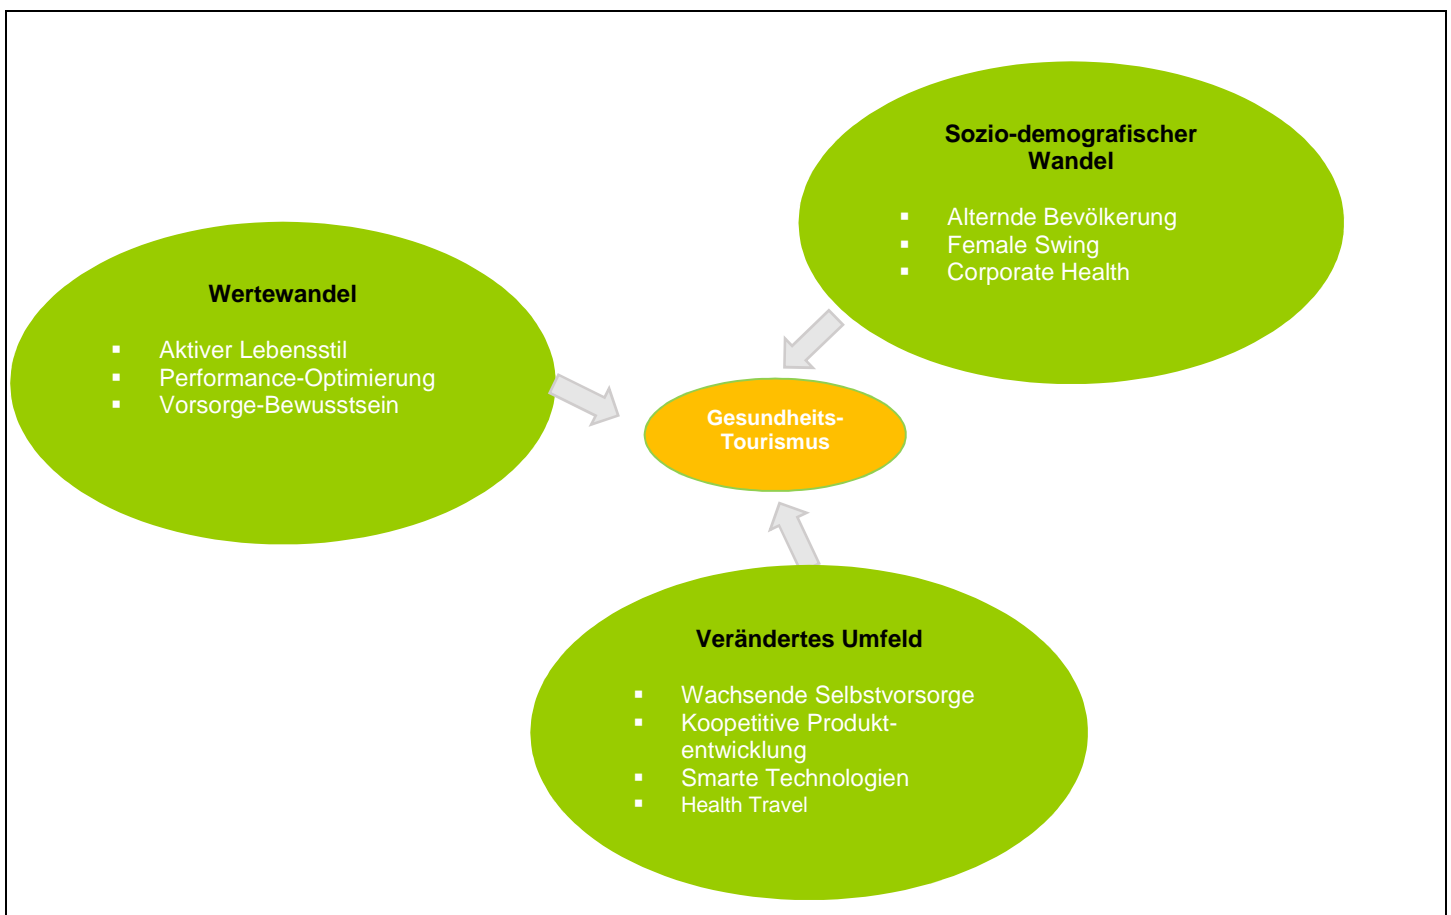 Sozio-demografischer
Wandel
▪ Alternde Bevölkerung
▪ Female Swing
▪ Corporate Health
Wertewandel
▪ Aktiver Lebensstil
▪ Performance-Optimierung
▪ Vorsorge-Bewusstsein
Gesundheits-
Tourismus
Verändertes Umfeld
▪ Wachsende Selbstvorsorge
▪ Koopetitive Produkt-
entwicklung
▪ Smarte Technologien
▪ Health Travel